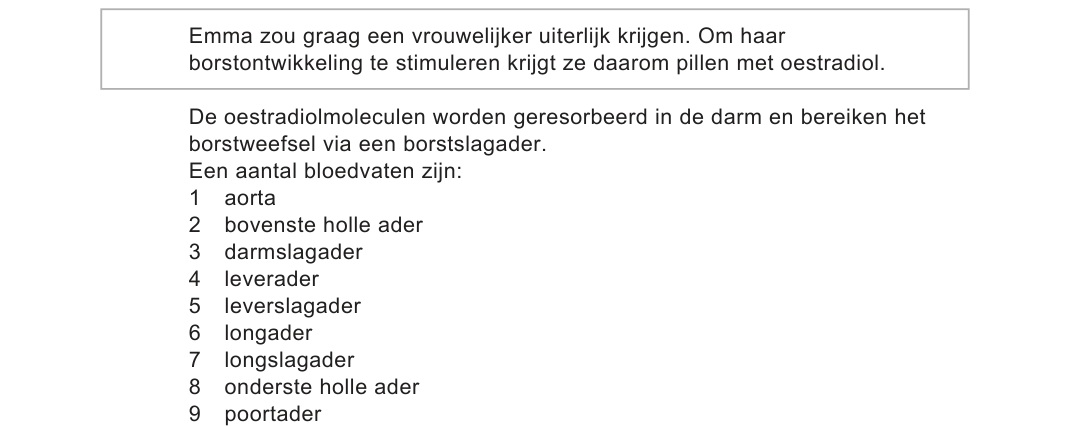 Emma zou graag een vrouwelijker uiterlijk krijgen. Om haar
borstontwikkeling te stimuleren krijgt ze daarom pillen met oestradiol.
De oestradiolmoleculen worden geresorbeerd in de darm en bereiken het
borstweefsel via een borstslagader.
Een aantal bloedvaten zijn:
1 aorta
2 bovenste holle ader
3 darmslagader
4 leverader
5 leverslagader
6 longader
7 longslagader
8 onderste holle ader
9 poortader